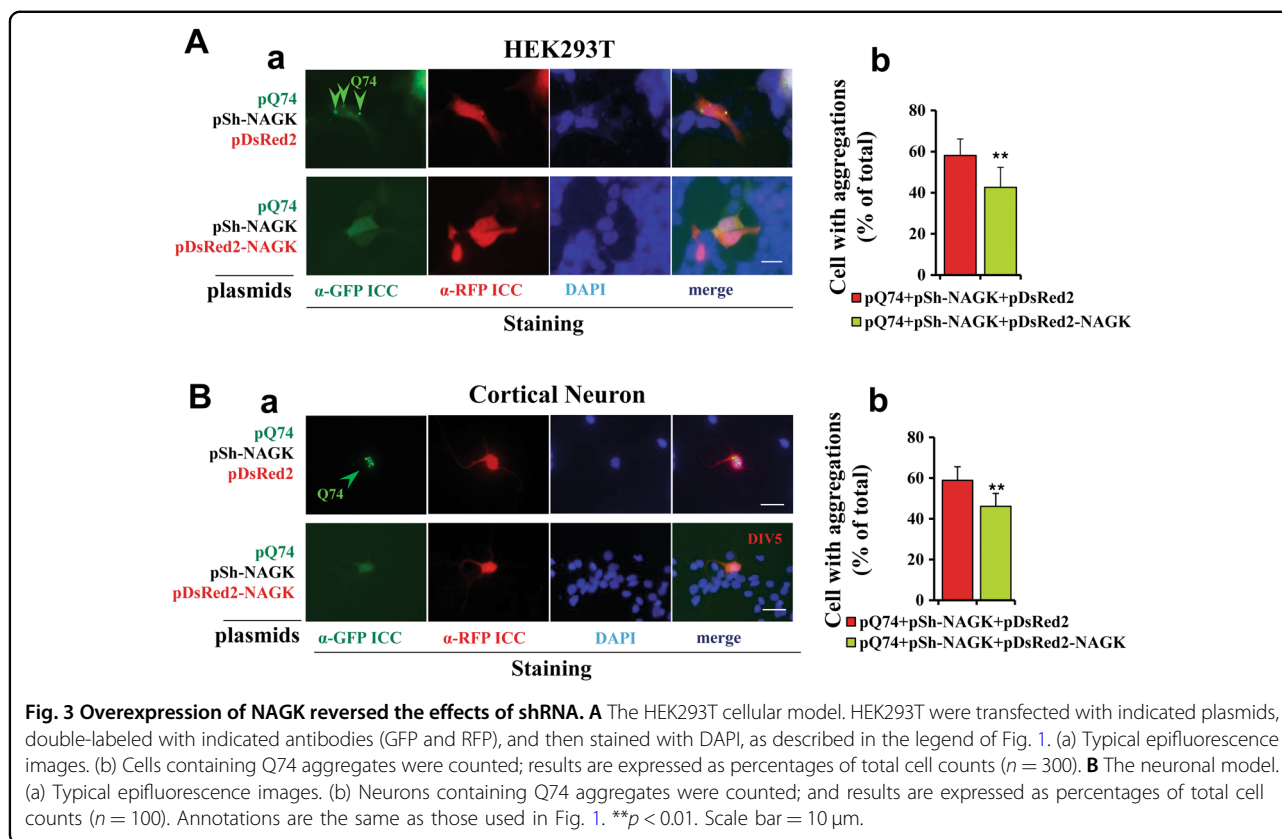 A
a
HEK293T
b
Q74
pQ74
pSh-NAGK
pDsRed2
pQ74
pSh-NAGK
pDsRed2-NAGK
plasmids
α-GFP ICC
α-RFP ICC
DAPI
merge
Staining
Cell with aggregations
(% of total)
80
60
40
20
0
**
pQ74+pSh-NAGK+pDsRed2
pQ74+pSh-NAGK+pDsRed2-NAGK
B
a
Cortical Neuron
b
pQ74
pSh-NAGK
pDsRed2
Q74
pQ74
pSh-NAGK
pDsRed2-NAGK
DIV5
plasmids
α-GFP ICC
α-RFP ICC
DAPI
merge
Staining
Cell with aggregations
(% of total)
80
60
40
20
0
**
pQ74+pSh-NAGK+pDsRed2
pQ74+pSh-NAGK+pDsRed2-NAGK
Fig. 3 Overexpression of NAGK reversed the effects of shRNA. A The HEK293T cellular model. HEK293T were transfected with indicated plasmids,
double-labeled with indicated antibodies (GFP and RFP), and then stained with DAPI, as described in the legend of Fig. 1. (a) Typical epifluorescence
images. (b) Cells containing Q74 aggregates were counted; results are expressed as percentages of total cell counts (n = 300). B The neuronal model.
(a) Typical epifluorescence images. (b) Neurons containing Q74 aggregates were counted; and results are expressed as percentages of total cell
counts (n = 100). Annotations are the same as those used in Fig. 1. **p < 0.01. Scale bar = 10 μm.